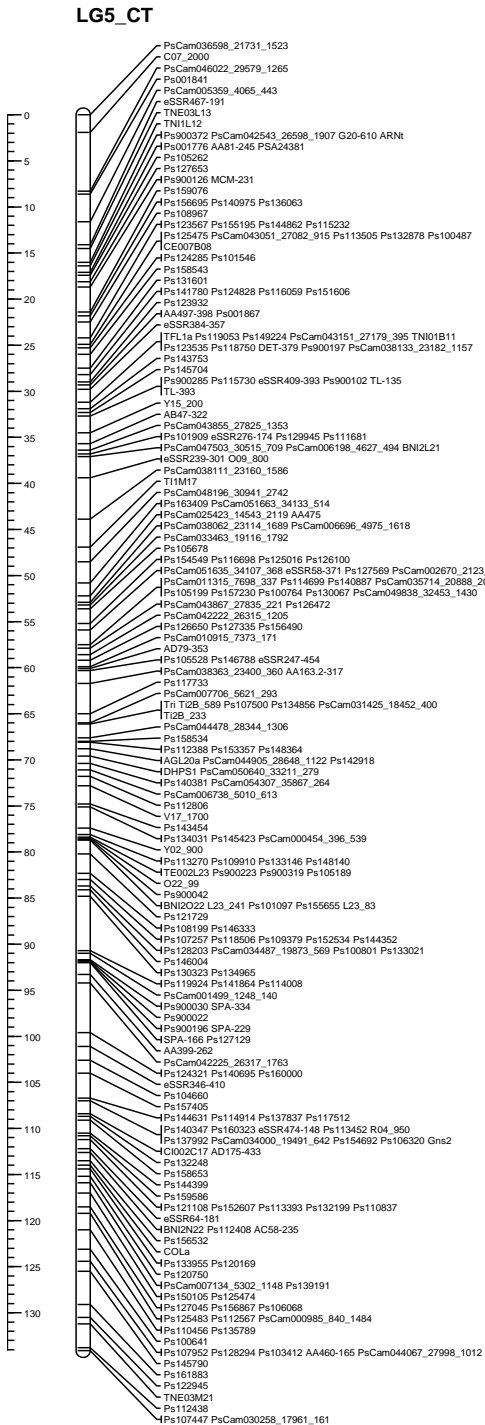 LG5_CT
PsCam036598_21731_1523
C07_2000
PsCam046022_29579_1265
Ps001841
PsCam005359_4065_443
eSSR467-191
TNE03L13
TNI1L12
Ps900372 PsCam042543_26598_1907 G20-610 ARNt
Ps001776 AA81-245 PSA24381
Ps105262
Ps127653
Ps900126 MCM-231
Ps159076
Ps156695 Ps140975 Ps136063
Ps108967
Ps123567 Ps155195 Ps144862 Ps115232
Ps125475 PsCam043051_27082_915 Ps113505 Ps132878 Ps100487
CE007B08
Ps124285 Ps101546
Ps158543
Ps131601
Ps141780 Ps124828 Ps116059 Ps151606
Ps123932
AA497-398 Ps001867
eSSR384-357
TFL1a Ps119053 Ps149224 PsCam043151_27179_395 TNI01B11
Ps123535 Ps118750 DET-379 Ps900197 PsCam038133_23182_1157
Ps143753
Ps145704
Ps900285 Ps115730 eSSR409-393 Ps900102 TL-135
TL-393
Y15_200
AB47-322
PsCam043855_27825_1353
Ps101909 eSSR276-174 Ps129945 Ps111681
PsCam047503_30515_709 PsCam006198_4627_494 BNI2L21
eSSR239-301 O09_800
PsCam038111_23160_1586
TI1M17
PsCam048196_30941_2742
Ps163409 PsCam051663_34133_514
PsCam025423_14543_2119 AA475
PsCam038062_23114_1689 PsCam006696_4975_1618
PsCam033463_19116_1792
Ps105678
Ps154549 Ps116698 Ps125016 Ps126100
PsCam051635_34107_368 eSSR58-371 Ps127569 PsCam002670_2123_
PsCam011315_7698_337 Ps114699 Ps140887 PsCam035714_20888_20
Ps105199 Ps157230 Ps100764 Ps130067 PsCam049838_32453_1430
PsCam043867_27835_221 Ps126472
PsCam042222_26315_1205
Ps126650 Ps127335 Ps156490
PsCam010915_7373_171
AD79-353
Ps105528 Ps146788 eSSR247-454
PsCam038363_23400_360 AA163.2-317
Ps117733
PsCam007706_5621_293
Tri Ti2B_589 Ps107500 Ps134856 PsCam031425_18452_400
Ti2B_233
PsCam044478_28344_1306
Ps158534
Ps112388 Ps153357 Ps148364
AGL20a PsCam044905_28648_1122 Ps142918
DHPS1 PsCam050640_33211_279
Ps140381 PsCam054307_35867_264
PsCam006738_5010_613
Ps112806
V17_1700
Ps143454
Ps134031 Ps145423 PsCam000454_396_539
Y02_900
Ps113270 Ps109910 Ps133146 Ps148140
TE002L23 Ps900223 Ps900319 Ps105189
O22_99
Ps900042
BNI2O22 L23_241 Ps101097 Ps155655 L23_83
Ps121729
Ps108199 Ps146333
Ps107257 Ps118506 Ps109379 Ps152534 Ps144352
Ps128203 PsCam034487_19873_569 Ps100801 Ps133021
Ps146004
Ps130323 Ps134965
Ps119924 Ps141864 Ps114008
PsCam001499_1248_140
Ps900030 SPA-334
Ps900022
Ps900196 SPA-229
SPA-166 Ps127129
AA399-262
PsCam042225_26317_1763
Ps124321 Ps140695 Ps160000
eSSR346-410
Ps104660
Ps157405
Ps144631 Ps114914 Ps137837 Ps117512
Ps140347 Ps160323 eSSR474-148 Ps113452 R04_950
Ps137992 PsCam034000_19491_642 Ps154692 Ps106320 Gns2
CI002C17 AD175-433
Ps132248
Ps158653
Ps144399
Ps159586
Ps121108 Ps152607 Ps113393 Ps132199 Ps110837
eSSR64-181
BNI2N22 Ps112408 AC58-235
Ps156532
COLa
Ps133955 Ps120169
Ps120750
PsCam007134_5302_1148 Ps139191
Ps150105 Ps125474
Ps127045 Ps156867 Ps106068
Ps125483 Ps112567 PsCam000985_840_1484
Ps110456 Ps135789
Ps100641
Ps107952 Ps128294 Ps103412 AA460-165 PsCam044067_27998_1012
Ps145790
Ps161883
Ps122945
TNE03M21
Ps112438
Ps107447 PsCam030258_17961_161
0
5
10
15
20
25
30
35
40
45
50
55
60
65
70
75
80
85
90
95
100
105
110
115
120
125
130